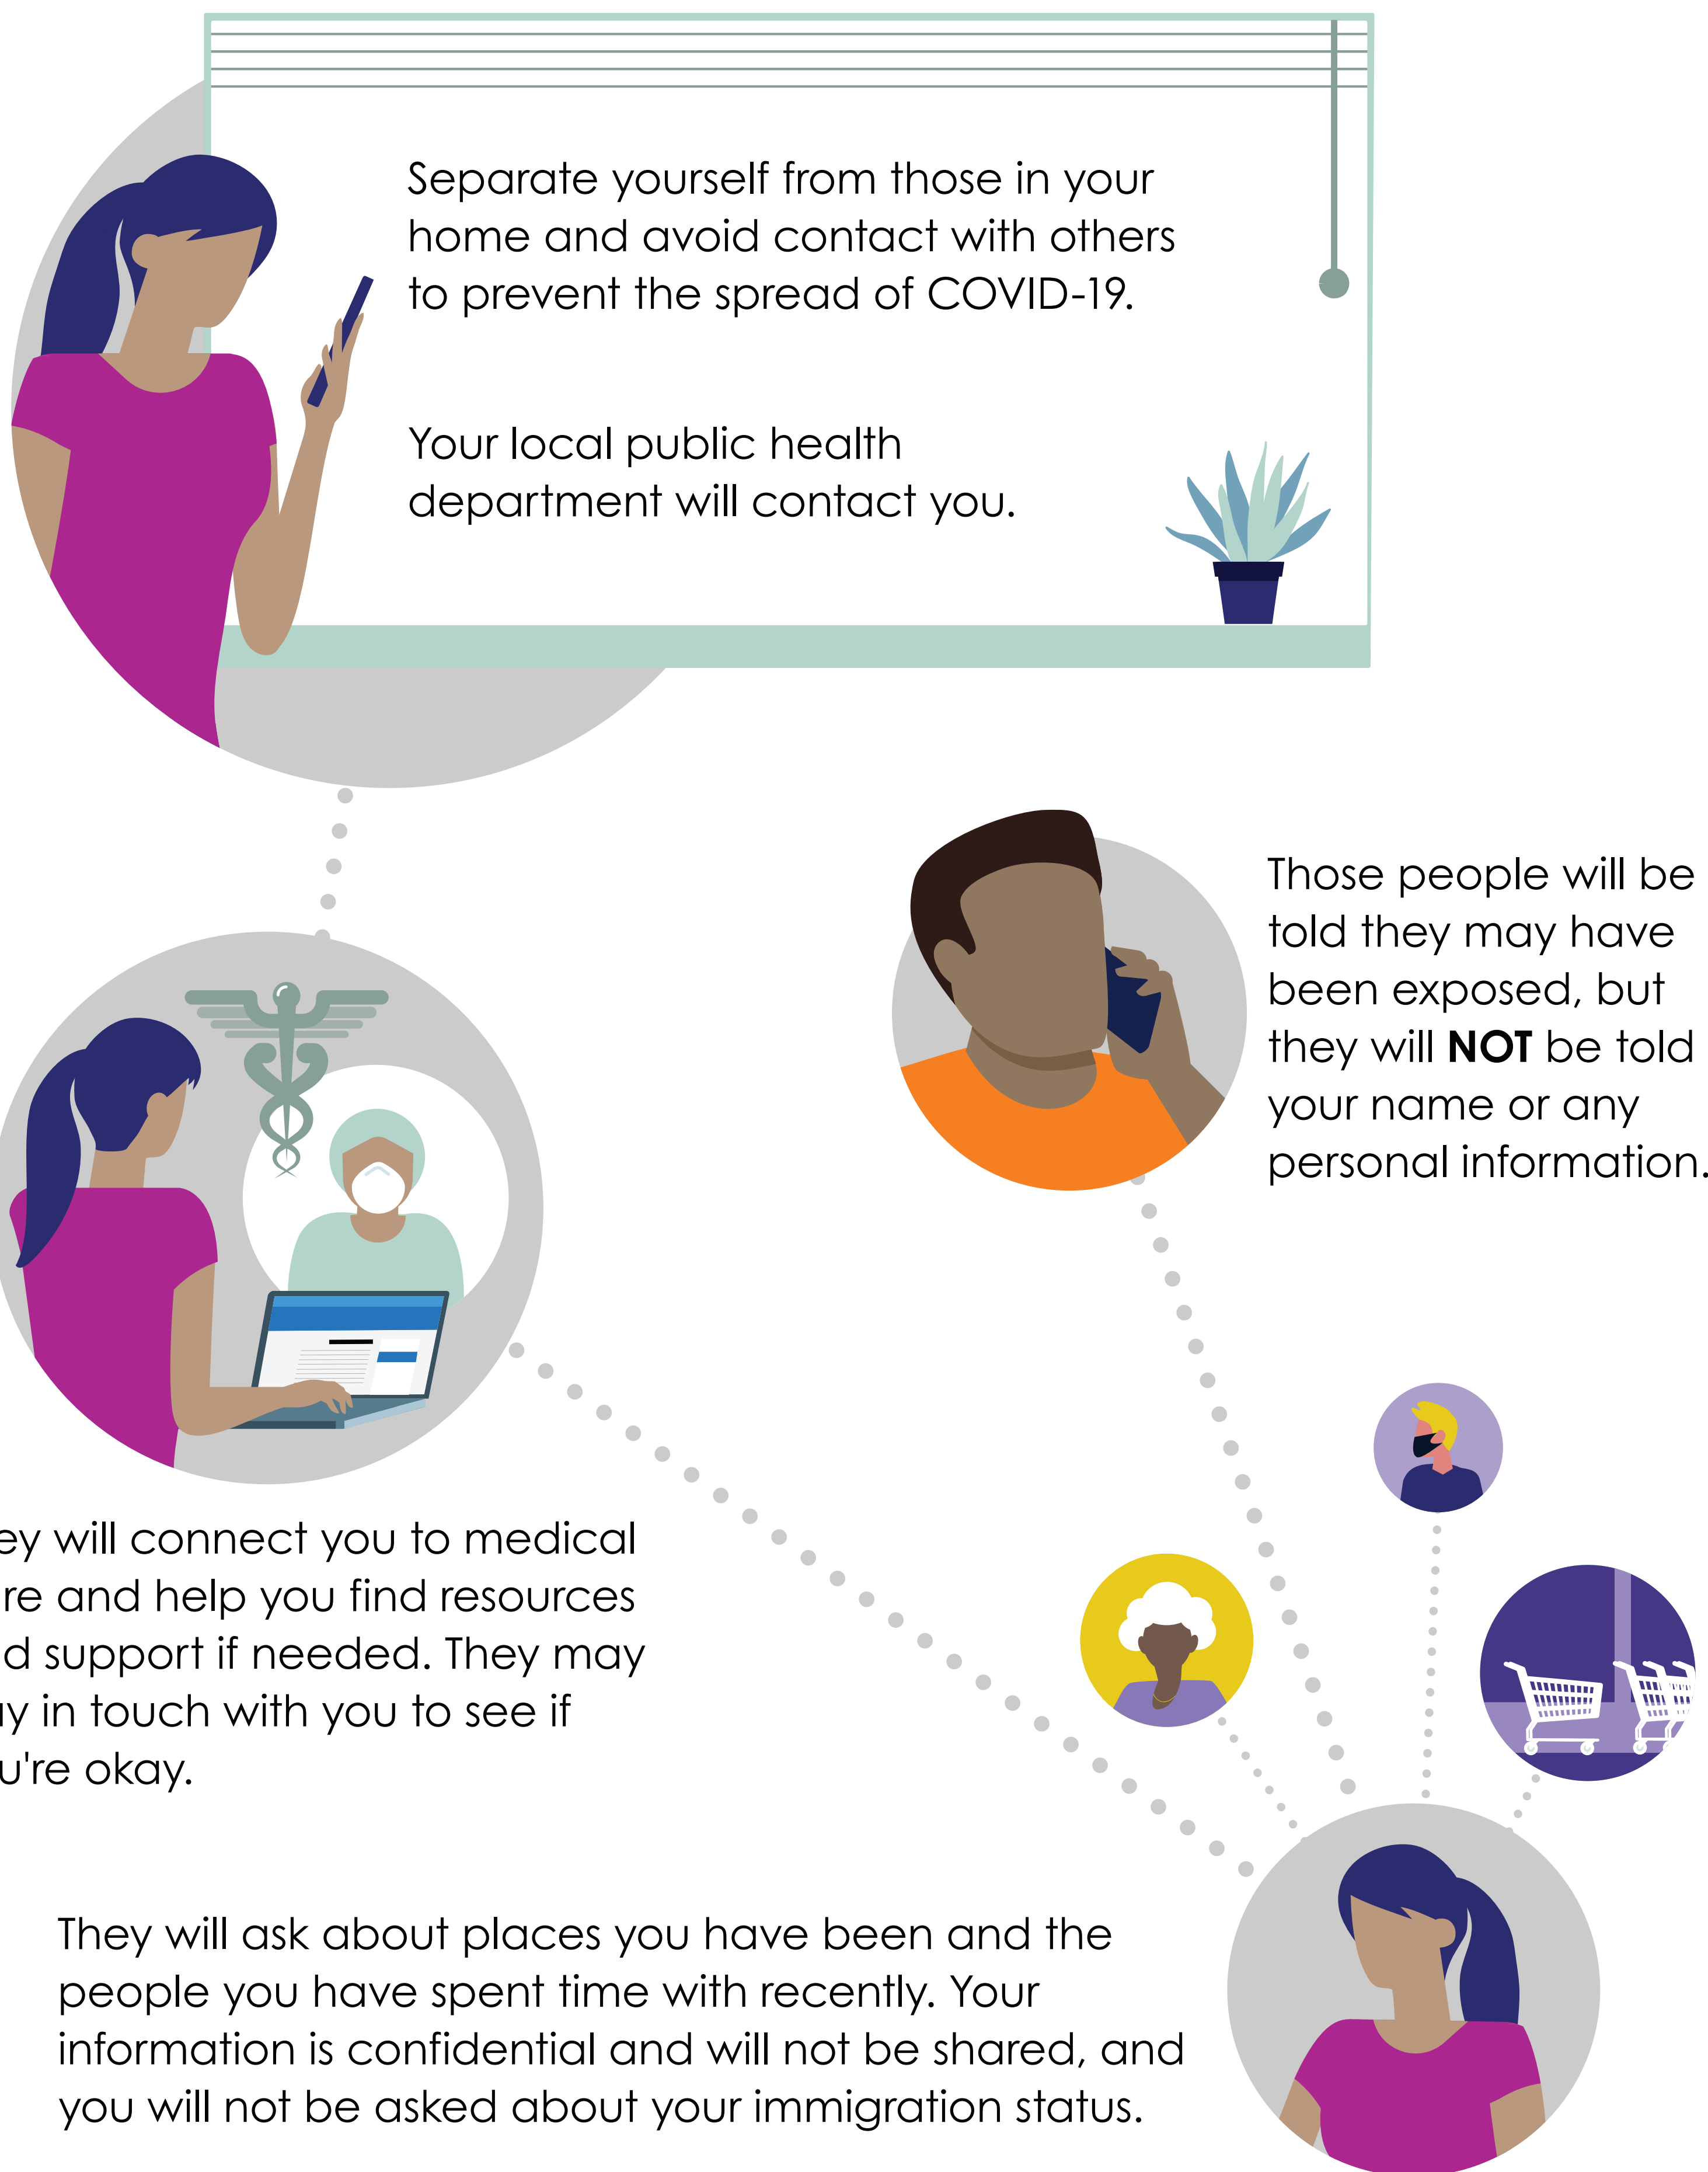 Separate yourself from those in your
home and avoid contact with others
to prevent the spread of COVID-19.
Your local public health
department will contact you.
ey will connect you to medical
re and help you find resources
d support if needed. They may
y in touch with you to see if
u're okay.
They will ask about places you have been and the
people you have spent time with recently. Your
information is confidential and will not be shared, and
you will not be asked about your immigration status.
Those people will be
told they may have
been exposed, but
they will NOT be told
your name or any
personal information.